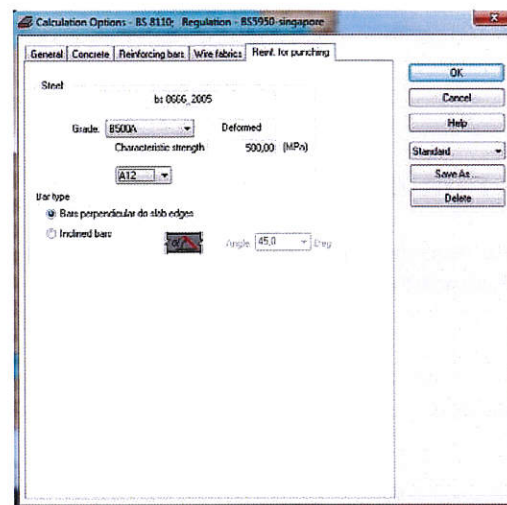 Calculation Options - BS 8110; Regulation - BS5950-singapore
General Concrete Reinforcing bars Wire fabrics Reinf. for punching
OK
Cancel
Help
Standard
Save As ...
Delete
Steel
bs 8666_2005
Grade: B500A Deformed
Characteristic strength 500,00 (MPa)
A12
Bar type
Bars perpendicular do slab edges
Inclined bars
α
Angle: 45,0 Deg